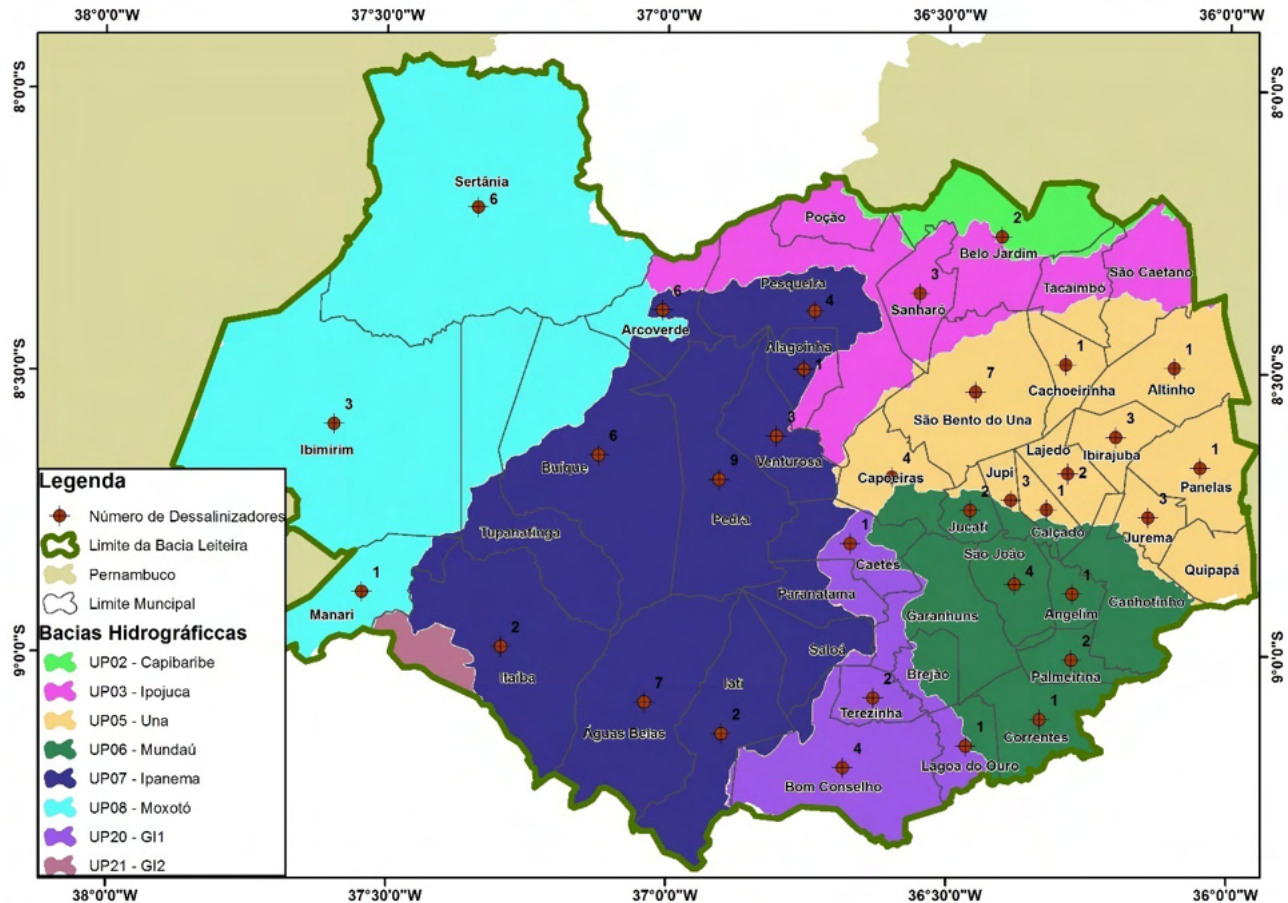 38°0'0"W
37°30'0"W
37°0'0"W
36°30'0"W
36°0'0"W
8°0'0"S
8°0'0"S
Sertânia
6
Poção
2
Belo Jardim
São Caetano
3
Tacaimbó
Pesqueira
4
Sanharó
6
Arcoverde
Alagoinha
1
1
1
8°30'0"S
8°30'0"S
7
Cachoeirinha
Altinho
3
Ibimirim
São Bento do Una
3
3
6
Buíque
Venturosa
Lajedo
Ibirajuba
4
Capoeiras
9
Jupi
2
1
Panelas
Pedra
2
3
1
3
Jucati
Calçado
Jurema
Tupanatinga
1
Caetes
São João
Quipapá
1
Manari
Paranatama
4
1
Garanhuns
Angelim
Canhotinho
2
Itaíba
Saloá
2
9°0'0"S
9°0'0"S
Brejão
Palmeirina
7
Iati
2
Terezinha
1
Águas Belas
2
1
Correntes
4
Lagoa do Ouro
Bom Conselho
Legenda
Número de Dessalinizadores
Limite da Bacia Leiteira
Pernambuco
Limite Muncipal
Bacias Hidrográficcas
UP02 - Capibaribe
UP03 - Ipojuca
UP05 - Una
UP06 - Mundaú
UP07 - Ipanema
UP08 - Moxotó
UP20 - GI1
UP21 - GI2
38°0'0"W
37°30'0"W
37°0'0"W
36°30'0"W
36°0'0"W